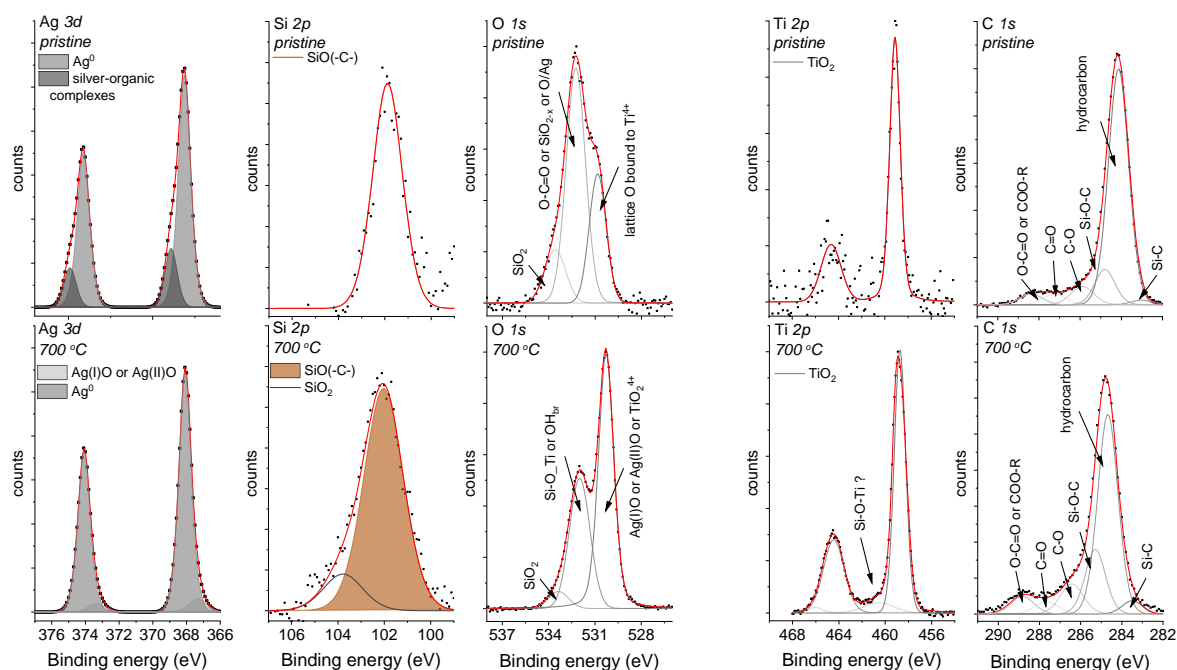 Ag 3d
pristine
Ag⁰
silver-organic
complexes
counts
Si 2p
pristine
SiO(-C-)
counts
O 1s
pristine
SiO₂
O-C=O or SiO₂₋ₓ or O/Ag
lattice O bound to Ti⁴⁺
counts
Ti 2p pristine
TiO₂
counts
C 1s
pristine
O-C=O or COO-R
C=O
C-O
Si-O-C
hydrocarbon
Si-C
counts
Ag 3d
700 °C
Ag(I)O or Ag(II)O
Ag⁰
counts
376 374 372 370 368 366
Binding energy (eV)
Si 2p
700 °C
SiO(-C-)
SiO₂
counts
106 104 102 100
Binding energy (eV)
O 1s
700 °C
SiO₂
Si-O_Ti or OHbr
Ag(I)O or Ag(II)O or TiO₂⁴⁺
counts
537 534 531 528
Binding energy (eV)
Ti 2p
700 °C
TiO₂
Si-O-Ti ?
counts
468 464 460 456
Binding energy (eV)
C 1s
700 °C
O-C=O or COO-R
C=O
C-O
Si-O-C
hydrocarbon
Si-C
counts
291 288 285 282
Binding energy (eV)